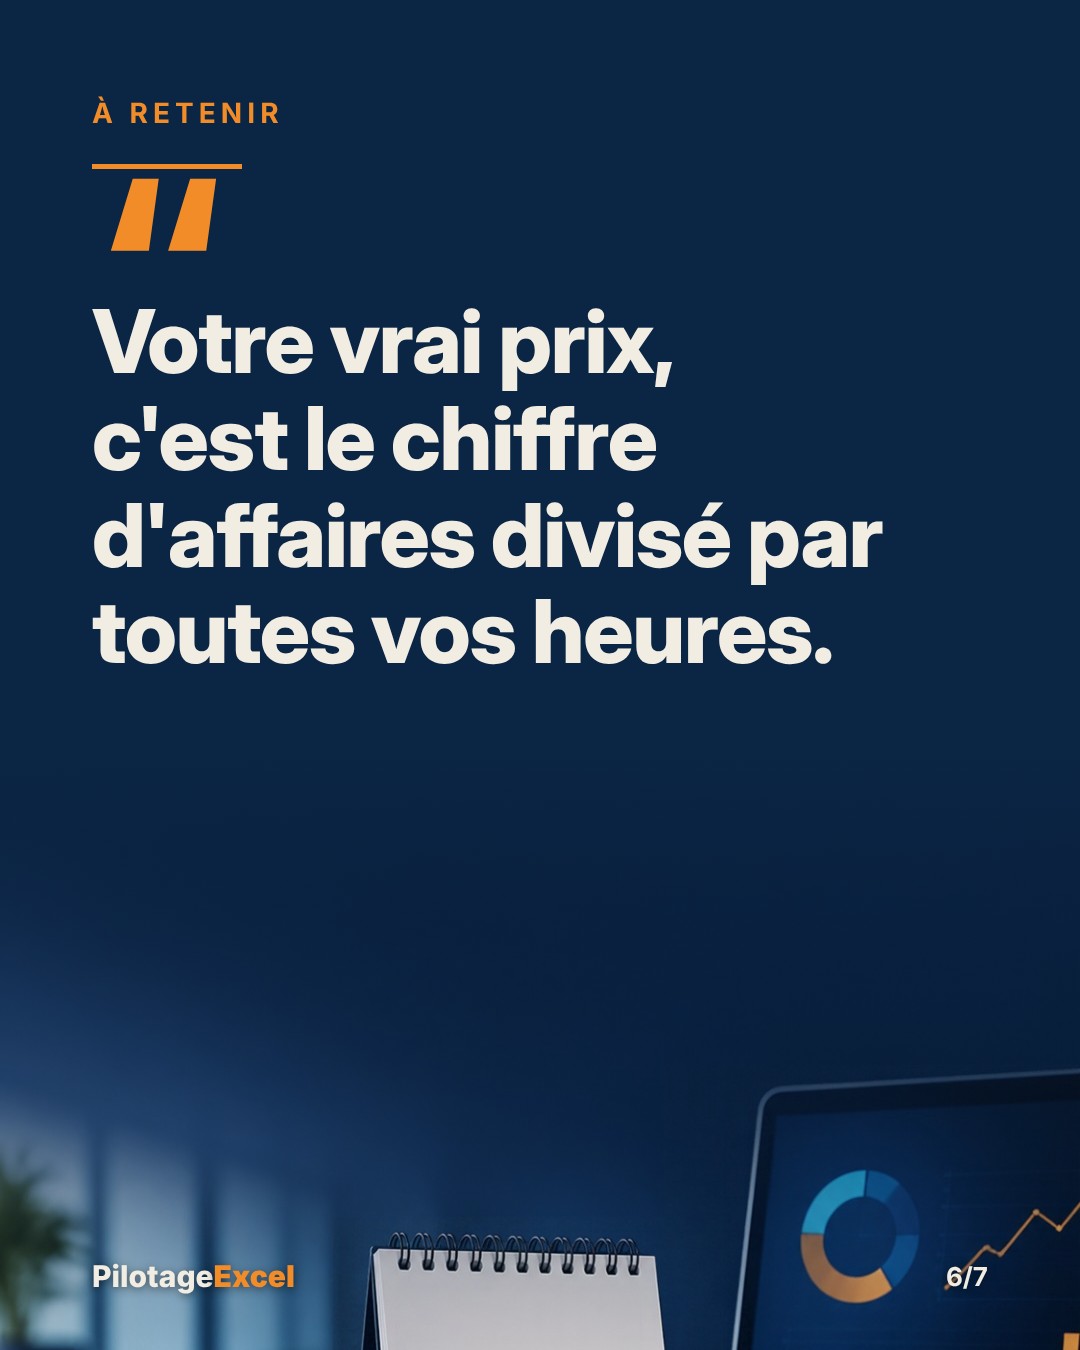 À RETENIR
"
Votre vrai prix,
c'est le chiffre
d'affaires divisé par
toutes vos heures.
PilotageExcel
6/7